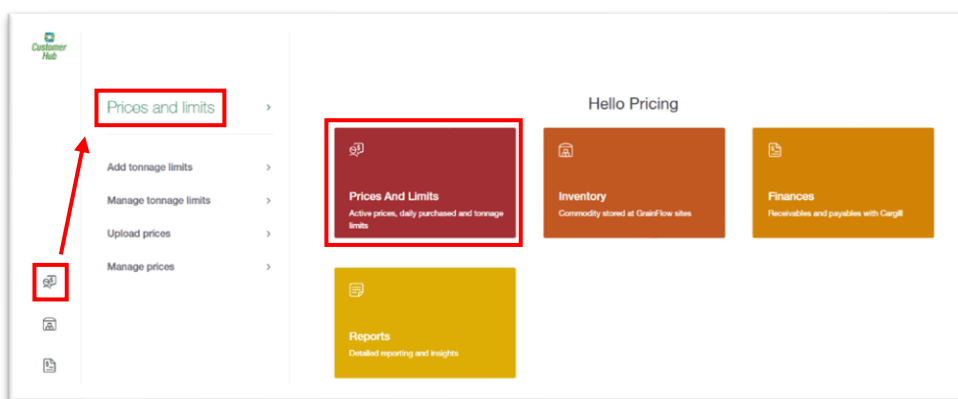 Customer
Hub
Prices and limits
Add tonnage limits
Manage tonnage limits
Upload prices
Manage prices
Hello Pricing
Prices And Limits
Active prices, daily purchased and tonnage
limits
Inventory
Commodity stored at GrainFlow sites
Finances
Receivables and payables with Cargill
Reports
Detailed reporting and insights